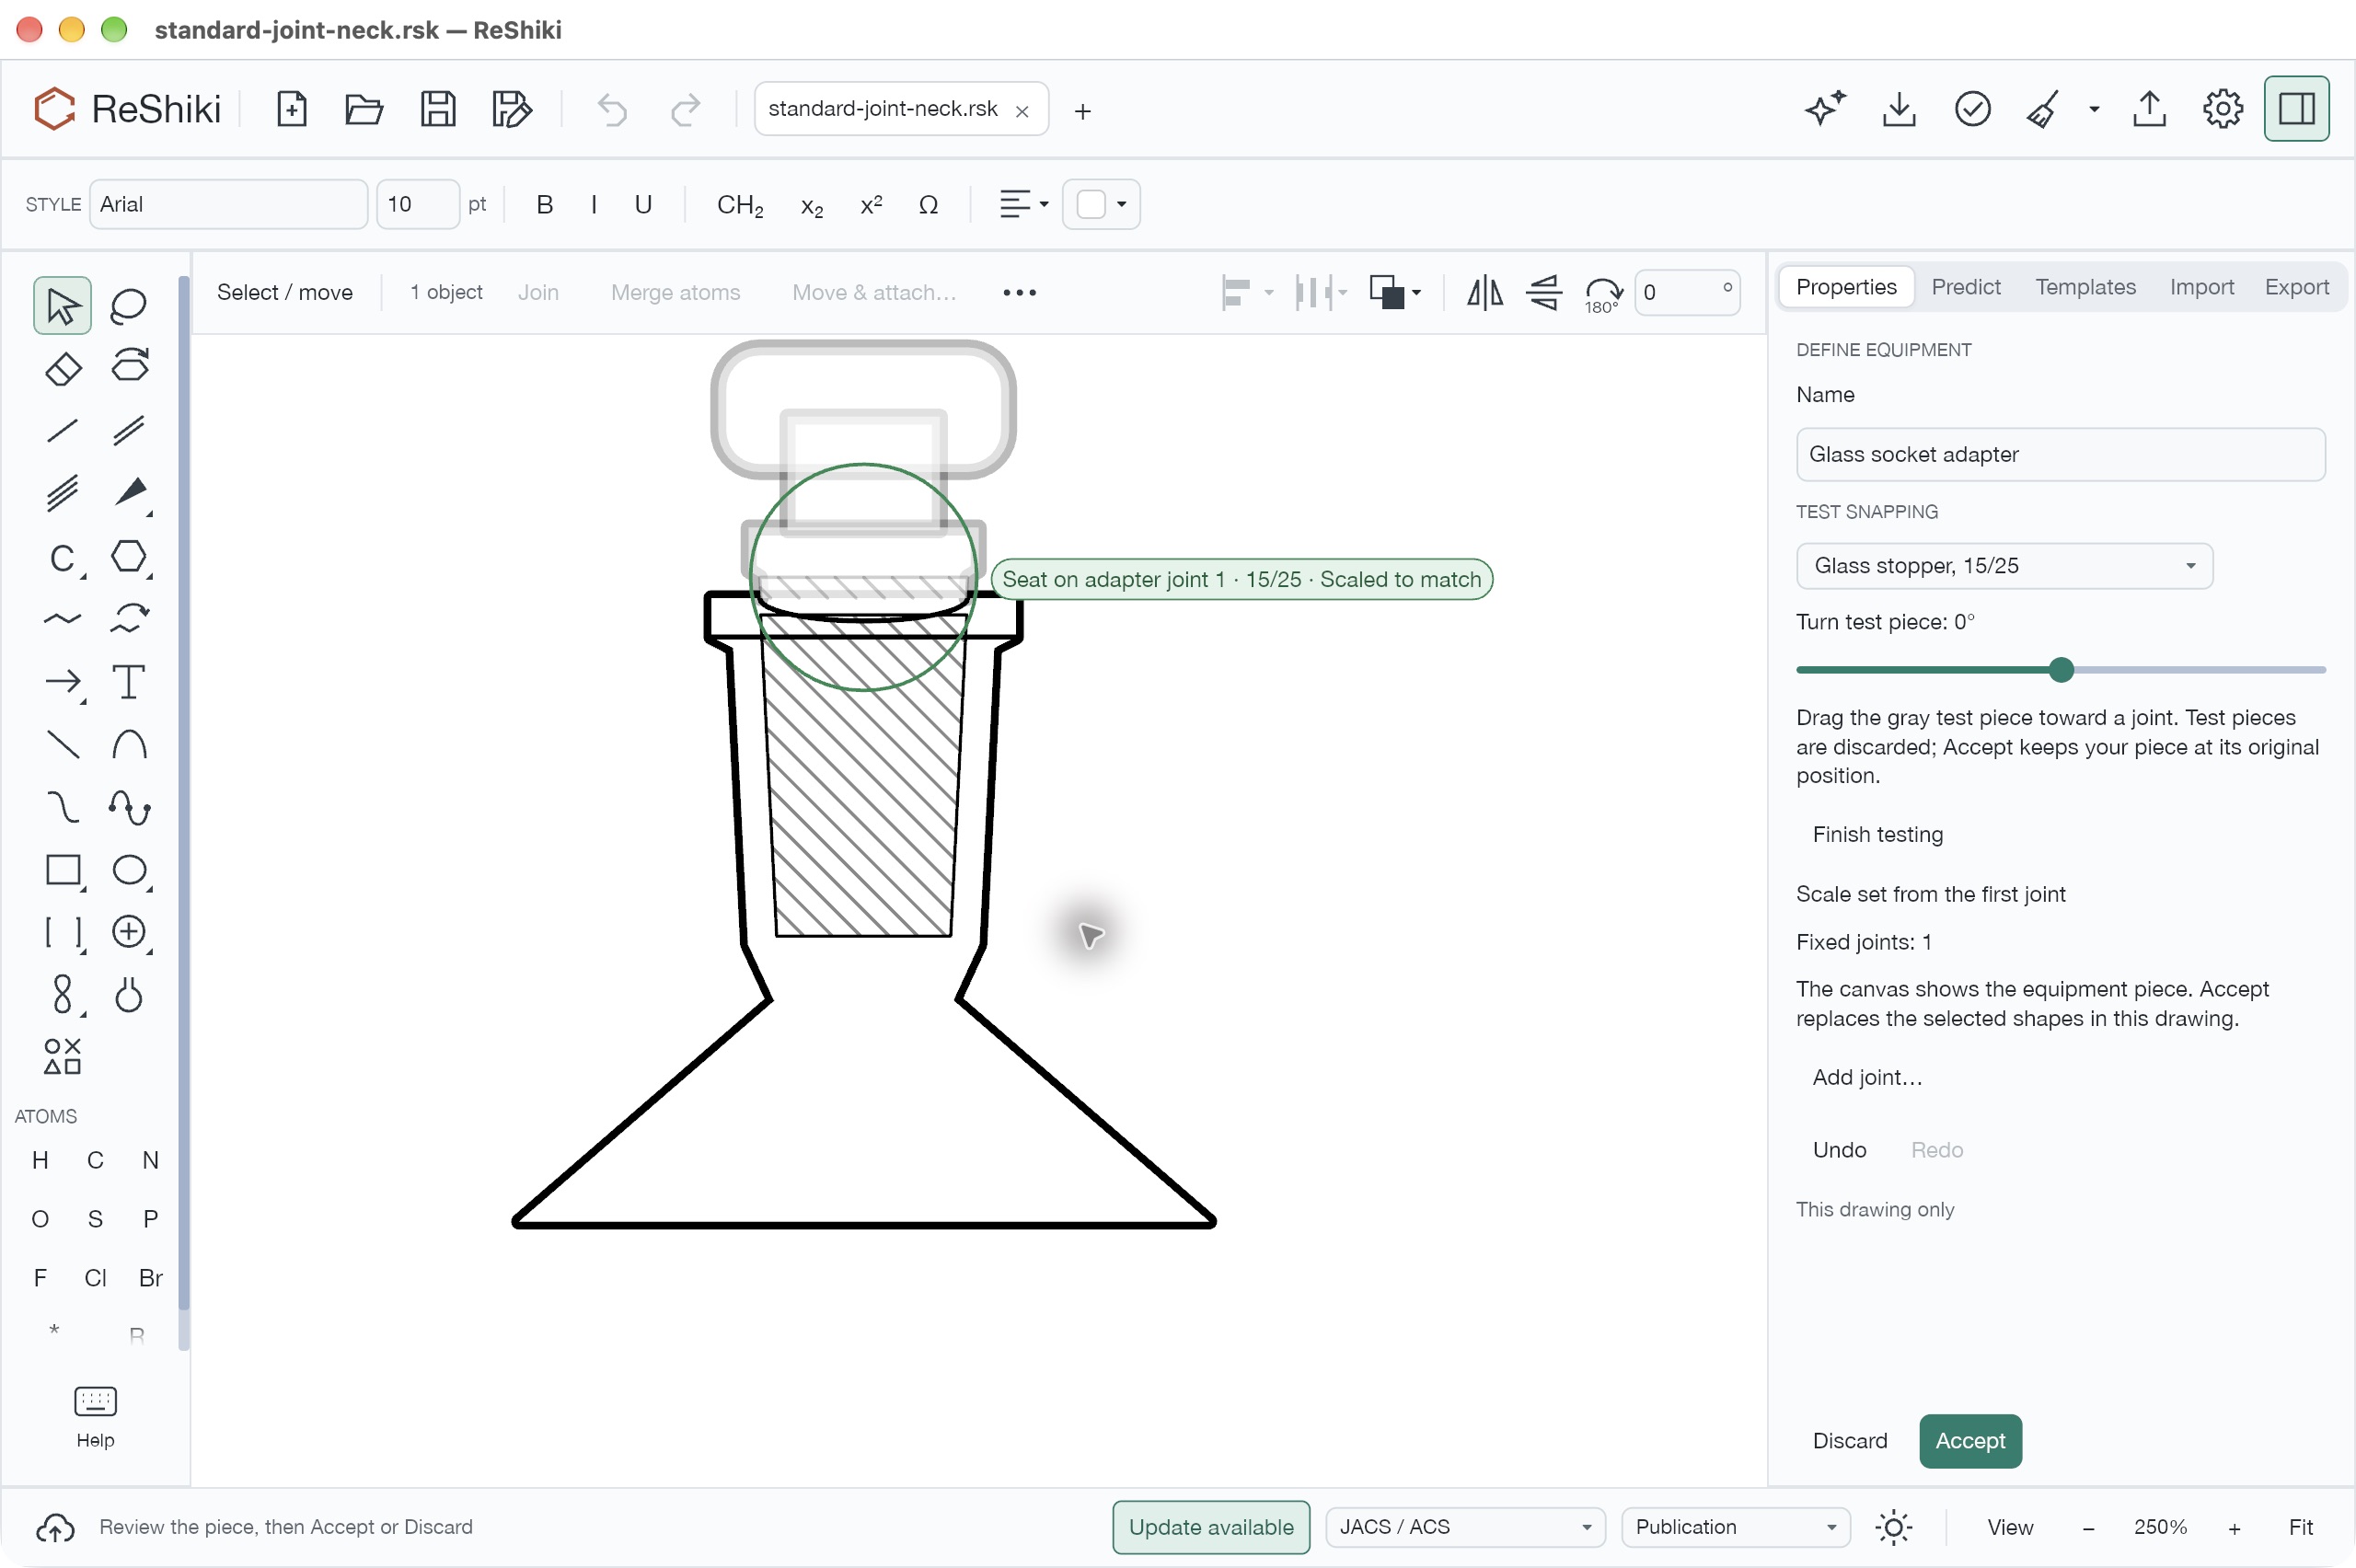 standard-joint-neck.rsk — ReShiki
ReShiki
standard-joint-neck.rsk
STYLE Arial 10 pt B I U CH₂ x₂ x² Ω
Select / move 1 object Join Merge atoms Move & attach... 180° 0 °
Properties Predict Templates Import Export
DEFINE EQUIPMENT
Name
Glass socket adapter
TEST SNAPPING
Glass stopper, 15/25
Turn test piece: 0°
Drag the gray test piece toward a joint. Test pieces
are discarded; Accept keeps your piece at its original
position.
Finish testing
Scale set from the first joint
Fixed joints: 1
The canvas shows the equipment piece. Accept
replaces the selected shapes in this drawing.
Add joint...
Undo Redo
This drawing only
Discard Accept
Seat on adapter joint 1 · 15/25 · Scaled to match
C
T
ATOMS
H C N
O S P
F Cl Br
* R
Help
Review the piece, then Accept or Discard
Update available JACS / ACS Publication View − 250% + Fit